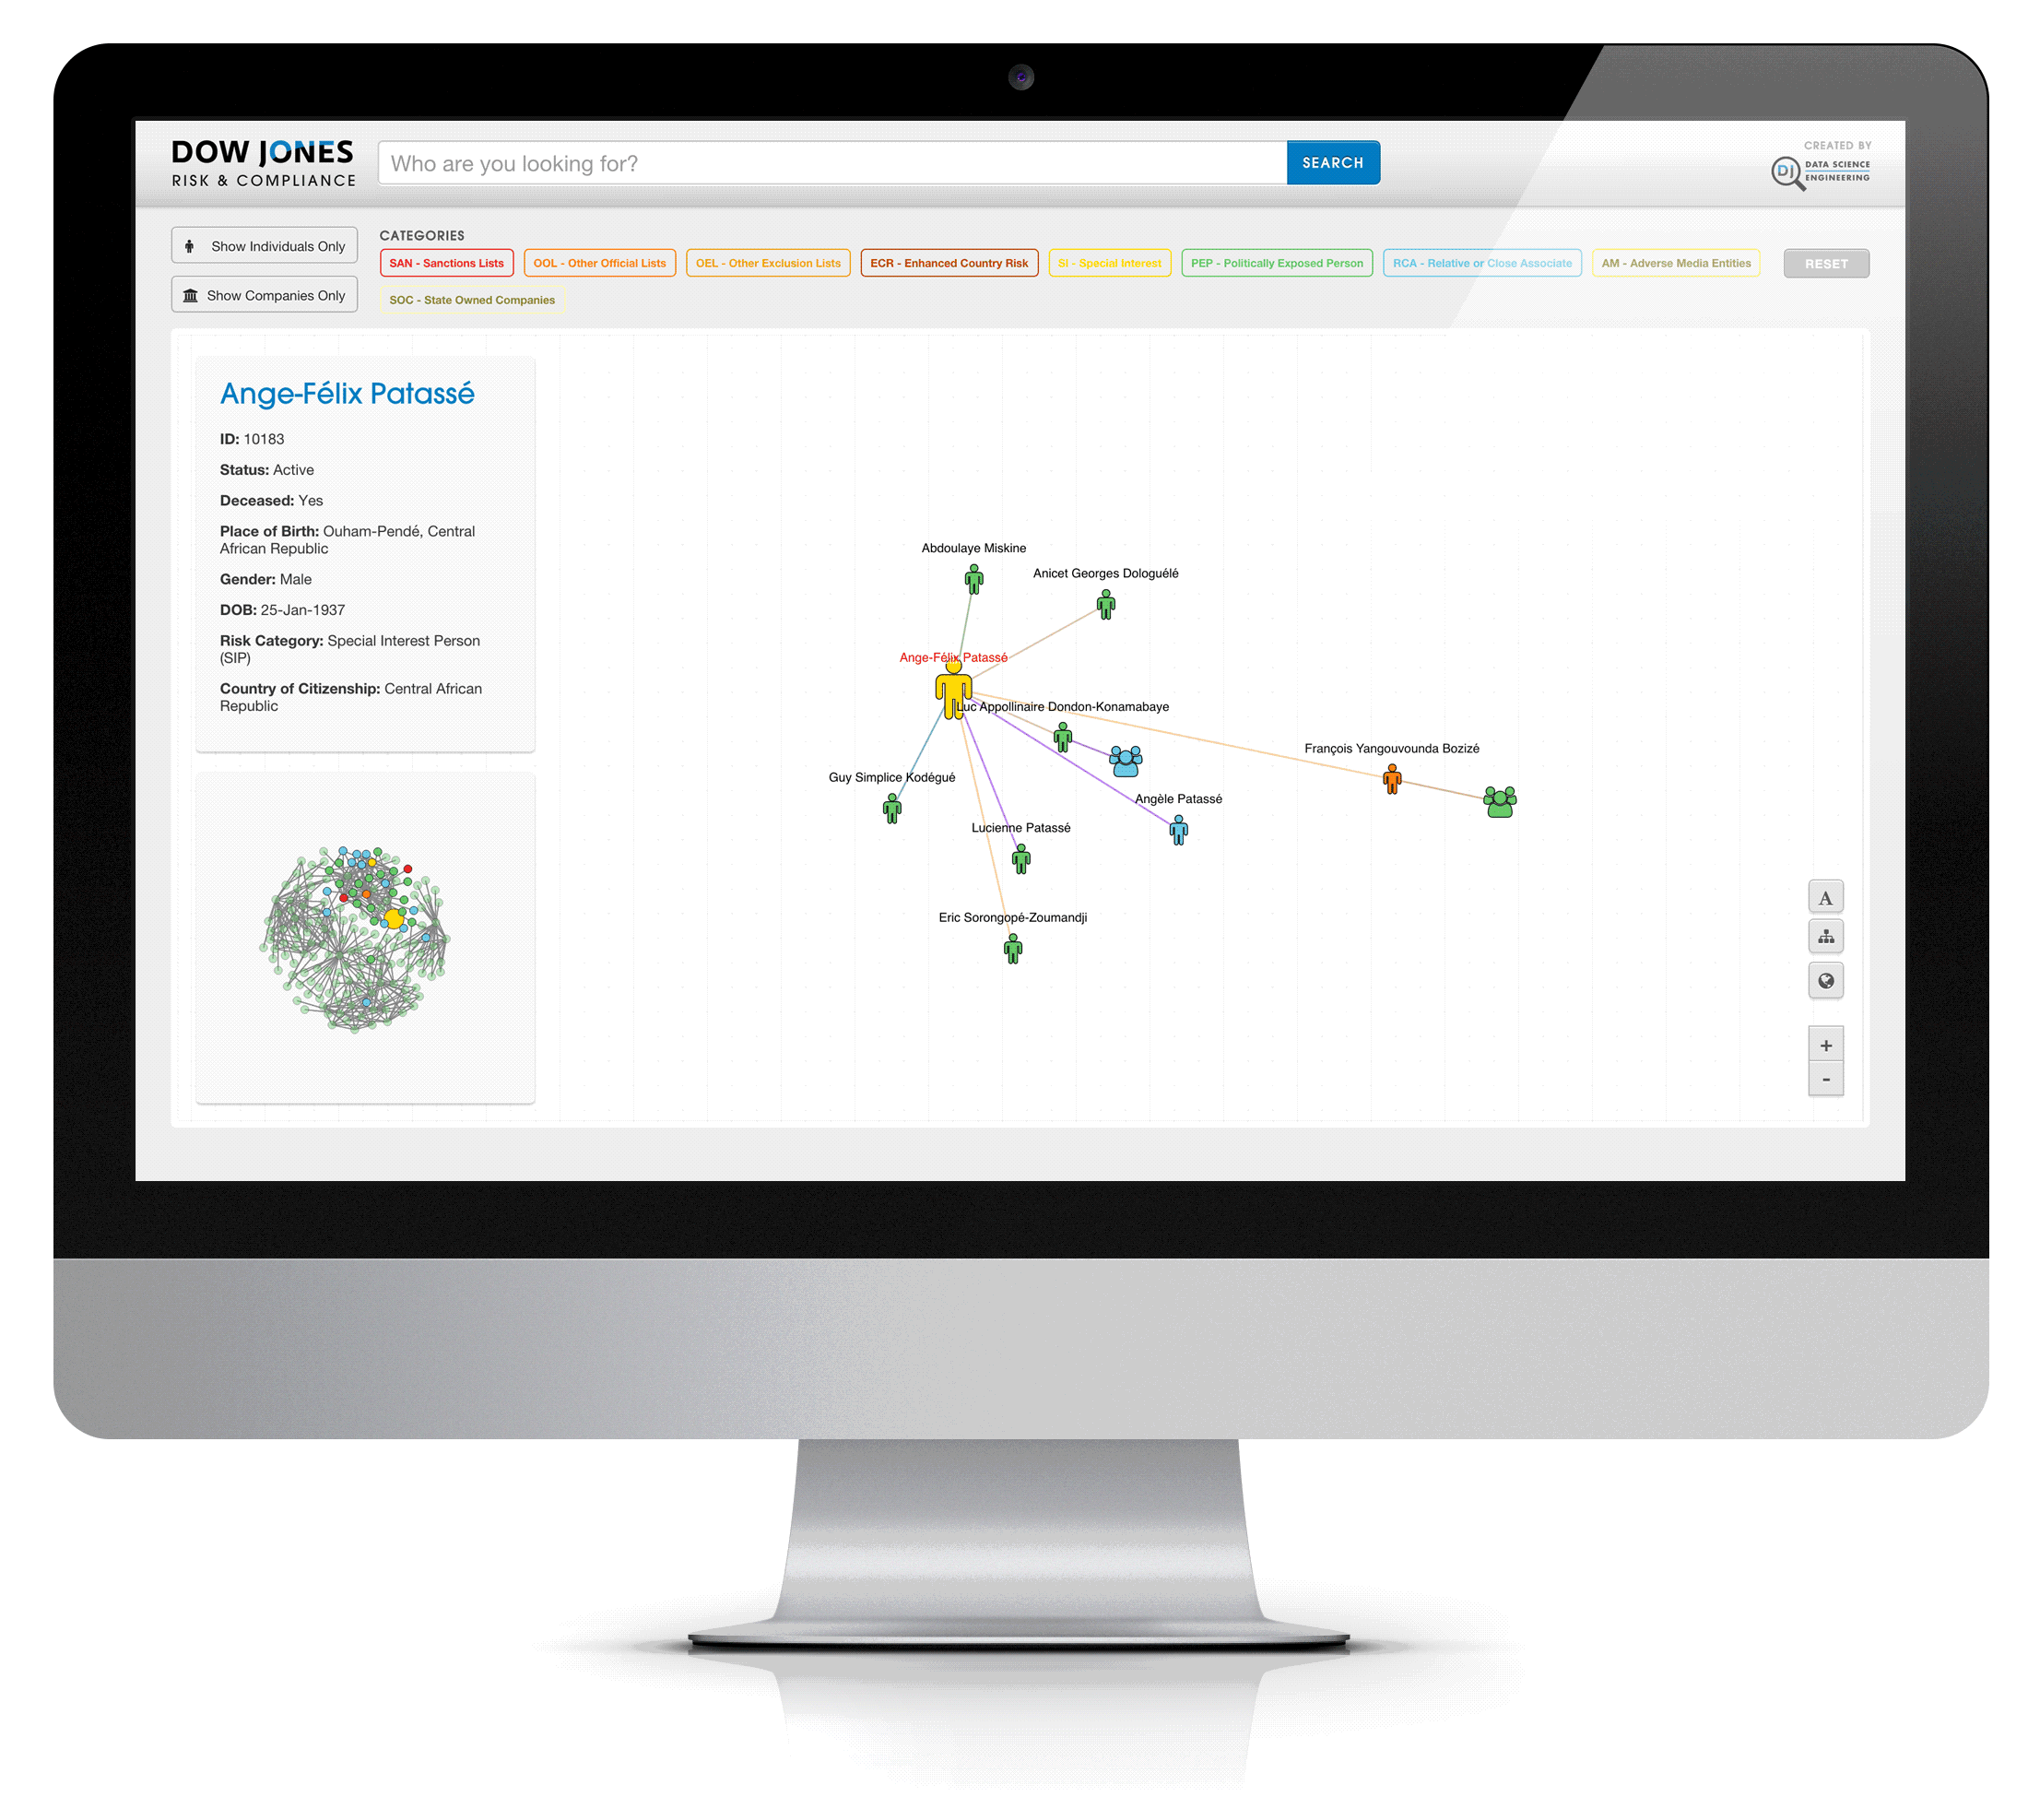 DOW JONES
RISK & COMPLIANCE
Who are you looking for?
SEARCH
CREATED BY
DJ
DATA SCIENCE
ENGINEERING
Show Individuals Only
Show Companies Only
CATEGORIES
SAN - Sanctions Lists
OOL - Other Official Lists
OEL - Other Exclusion Lists
ECR - Enhanced Country Risk
SI - Special Interest
PEP - Politically Exposed Person
RCA - Relative or Close Associate
AM - Adverse Media Entities
RESET
SOC - State Owned Companies
Ange-Félix Patassé
ID: 10183
Status: Active
Deceased: Yes
Place of Birth: Ouham-Pendé, Central
African Republic
Gender: Male
DOB: 25-Jan-1937
Risk Category: Special Interest Person
(SIP)
Country of Citizenship: Central African
Republic
Abdoulaye Miskine
Anicet Georges Dologuélé
Ange-Félix Patassé
Luc Appollinaire Dondon-Konamabaye
François Yangouvounda Bozizé
Guy Simplice Kodégué
Angèle Patassé
Lucienne Patassé
Eric Sorongopé-Zoumandji
A
+
-